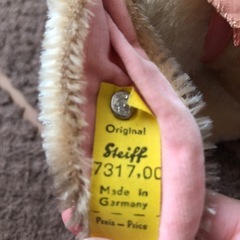 Original
Steiff
7317,00
Made in
Germany
Preis — Price